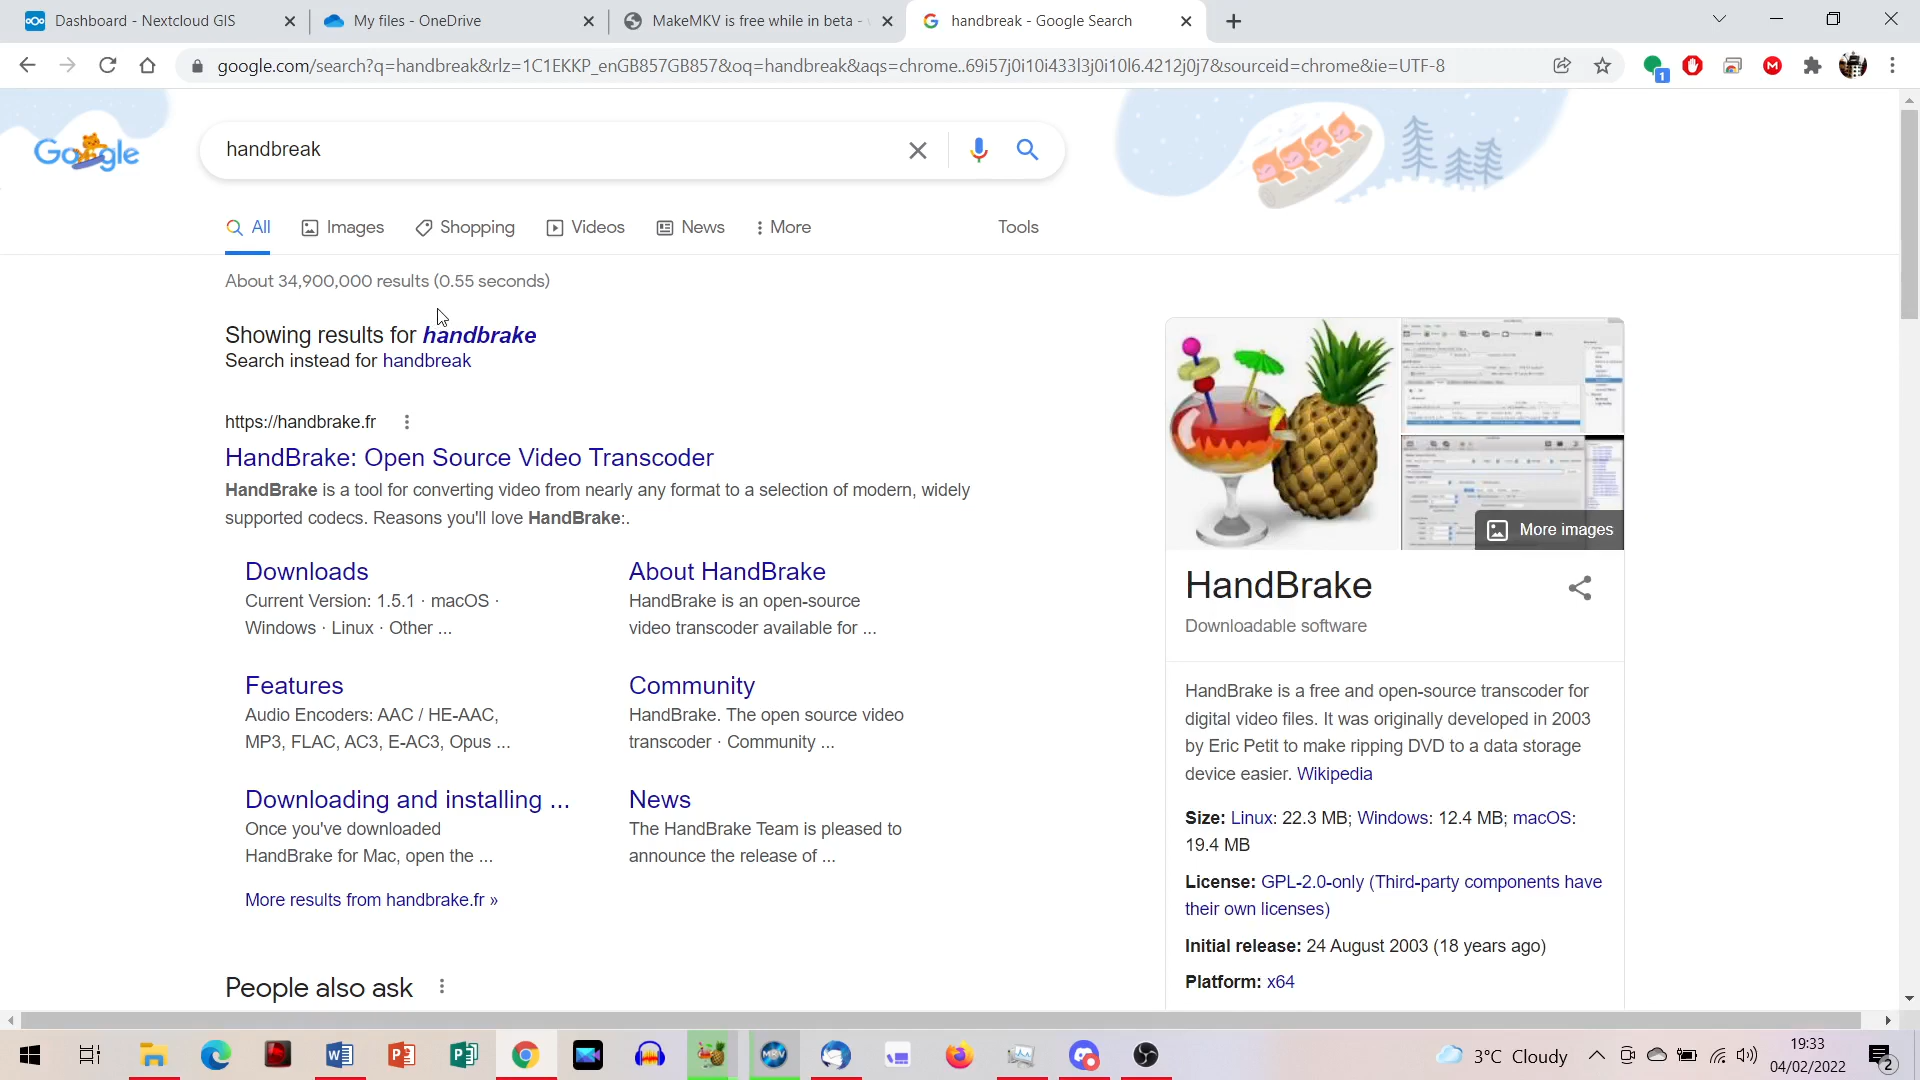 Dashboard - Nextcloud GIS
My files - OneDrive
MakeMKV is free while in beta -
handbreak - Google Search
google.com/search?q=handbreak&rlz=1C1EKKP_enGB857GB857&oq=handbreak&aqs=chrome..69i57j0i10i433l3j0i10l6.4212j0j7&sourceid=chrome&ie=UTF-8
1
Google
handbreak
All
Images
Shopping
Videos
News
More
Tools
About 34,900,000 results (0.55 seconds)
Showing results for handbrake
Search instead for handbreak
https://handbrake.fr
HandBrake: Open Source Video Transcoder
HandBrake is a tool for converting video from nearly any format to a selection of modern, widely
supported codecs. Reasons you'll love HandBrake:.
Downloads
Current Version: 1.5.1 · macOS ·
Windows · Linux · Other ...
About HandBrake
HandBrake is an open-source
video transcoder available for ...
Features
Audio Encoders: AAC / HE-AAC,
MP3, FLAC, AC3, E-AC3, Opus ...
Community
HandBrake. The open source video
transcoder · Community ...
Downloading and installing ...
Once you've downloaded
HandBrake for Mac, open the ...
News
The HandBrake Team is pleased to
announce the release of ...
More results from handbrake.fr »
People also ask
More images
HandBrake
Downloadable software
HandBrake is a free and open-source transcoder for
digital video files. It was originally developed in 2003
by Eric Petit to make ripping DVD to a data storage
device easier. Wikipedia
Size: Linux: 22.3 MB; Windows: 12.4 MB; macOS:
19.4 MB
License: GPL-2.0-only (Third-party components have
their own licenses)
Initial release: 24 August 2003 (18 years ago)
Platform: x64
3°C Cloudy
19:33
04/02/2022
2